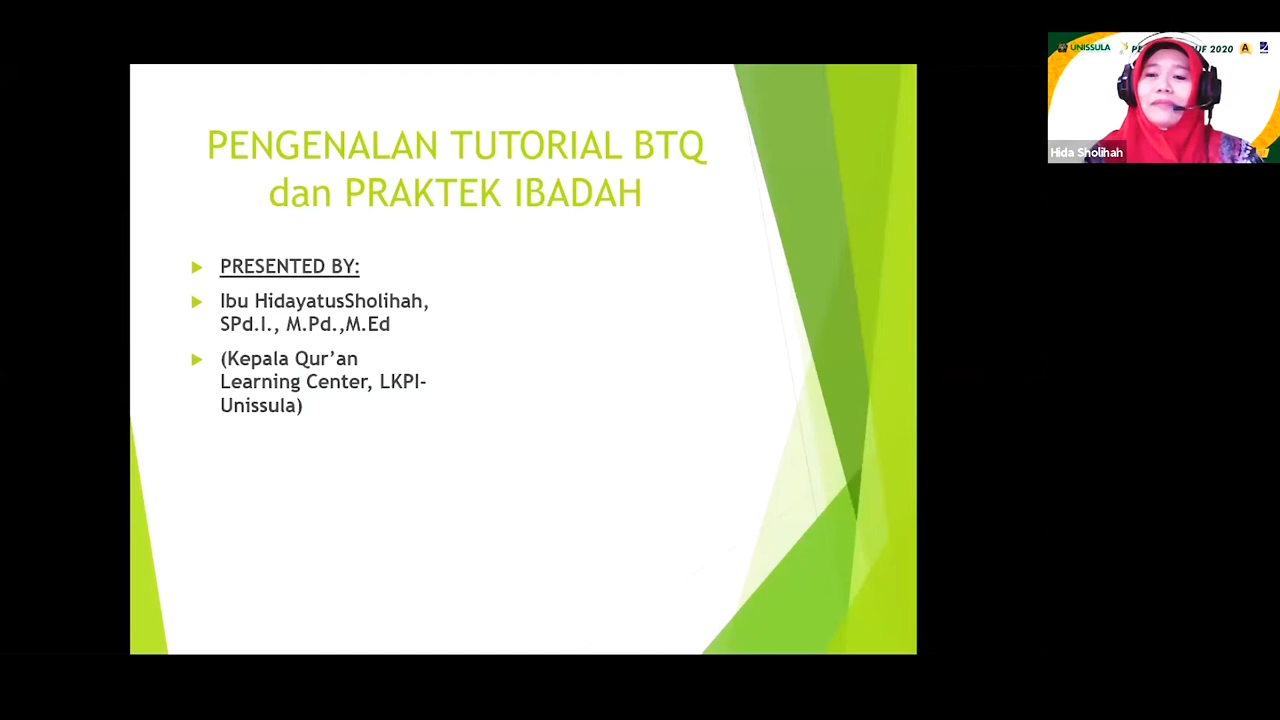 PENGENALAN TUTORIAL BTQ
dan PRAKTEK IBADAH
PRESENTED BY:
Ibu HidayatusSholihah,
SPd.I., M.Pd.,M.Ed
(Kepala Qur’an
Learning Center, LKPI-
Unissula)
UNISSULA
2020
Hida Sholihah